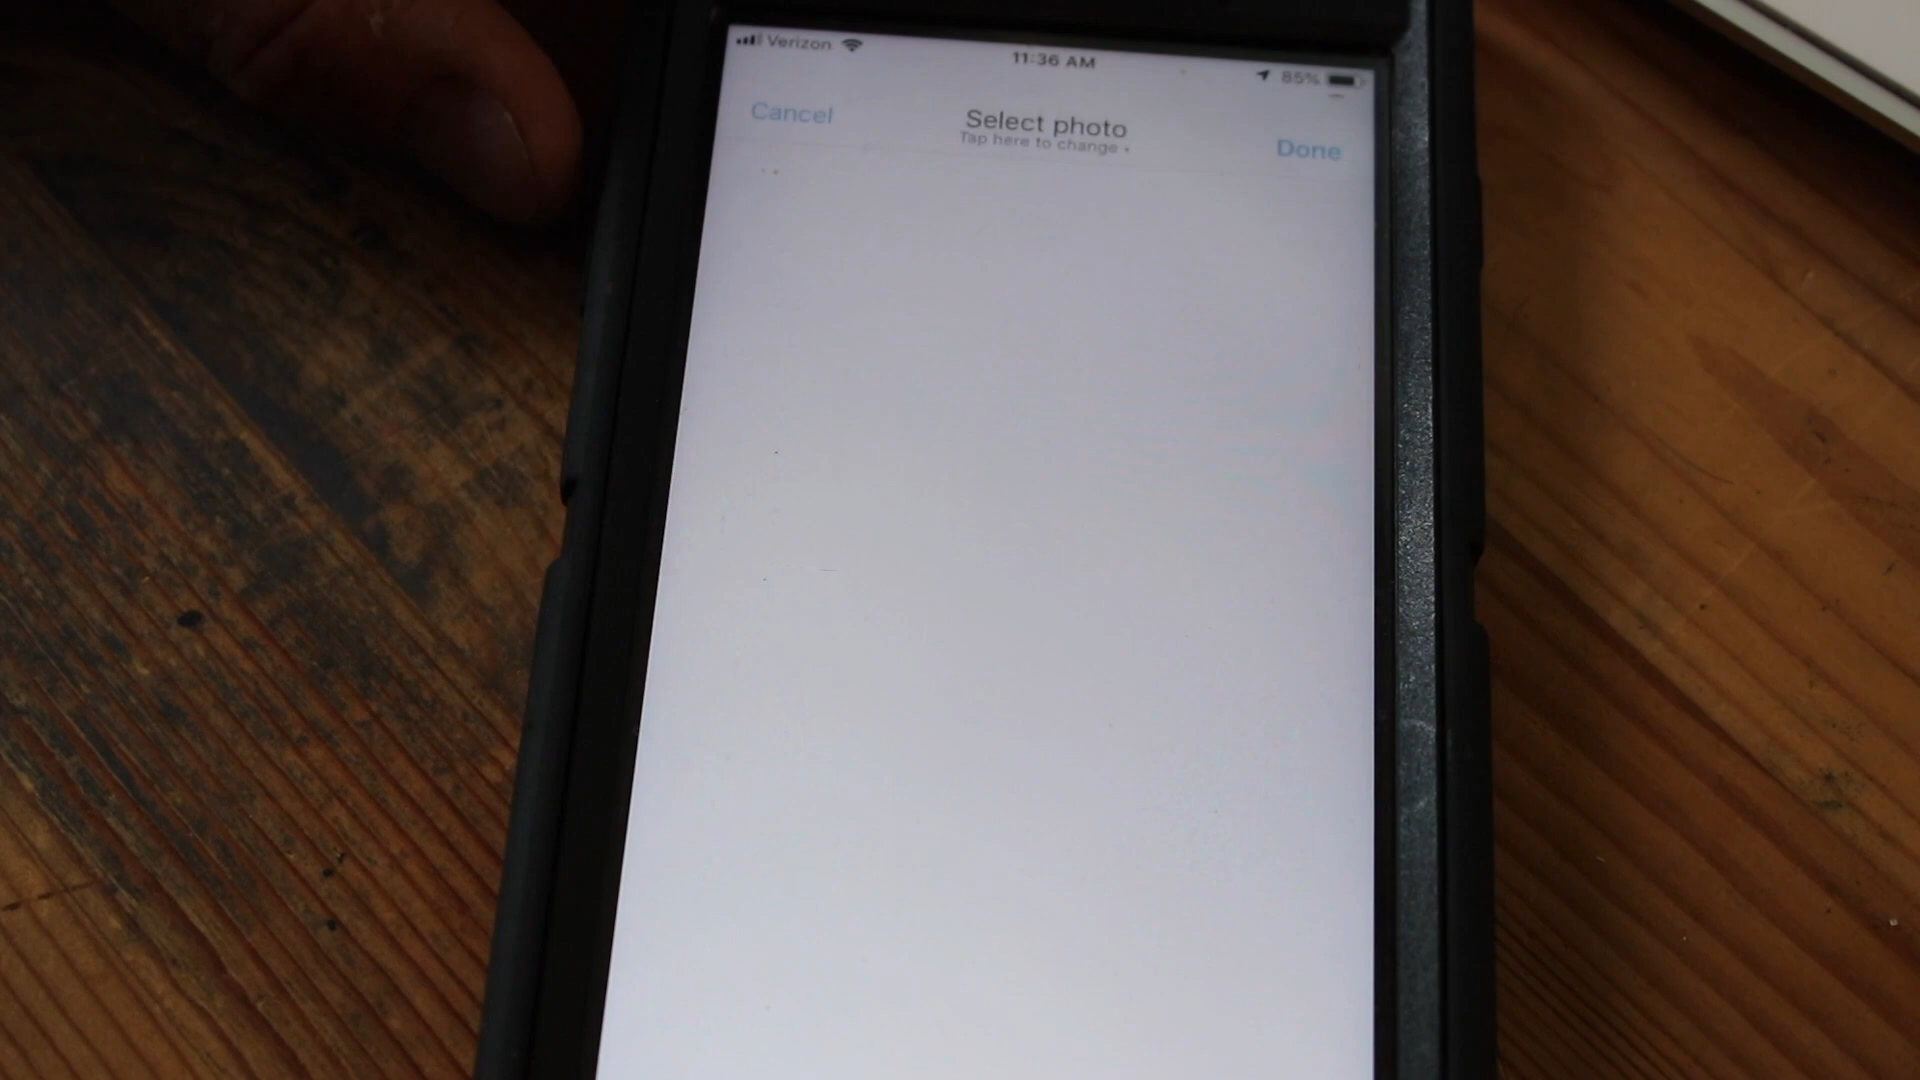 Verizon
11:36 AM
85%
Cancel
Select photo
Tap here to change
Done